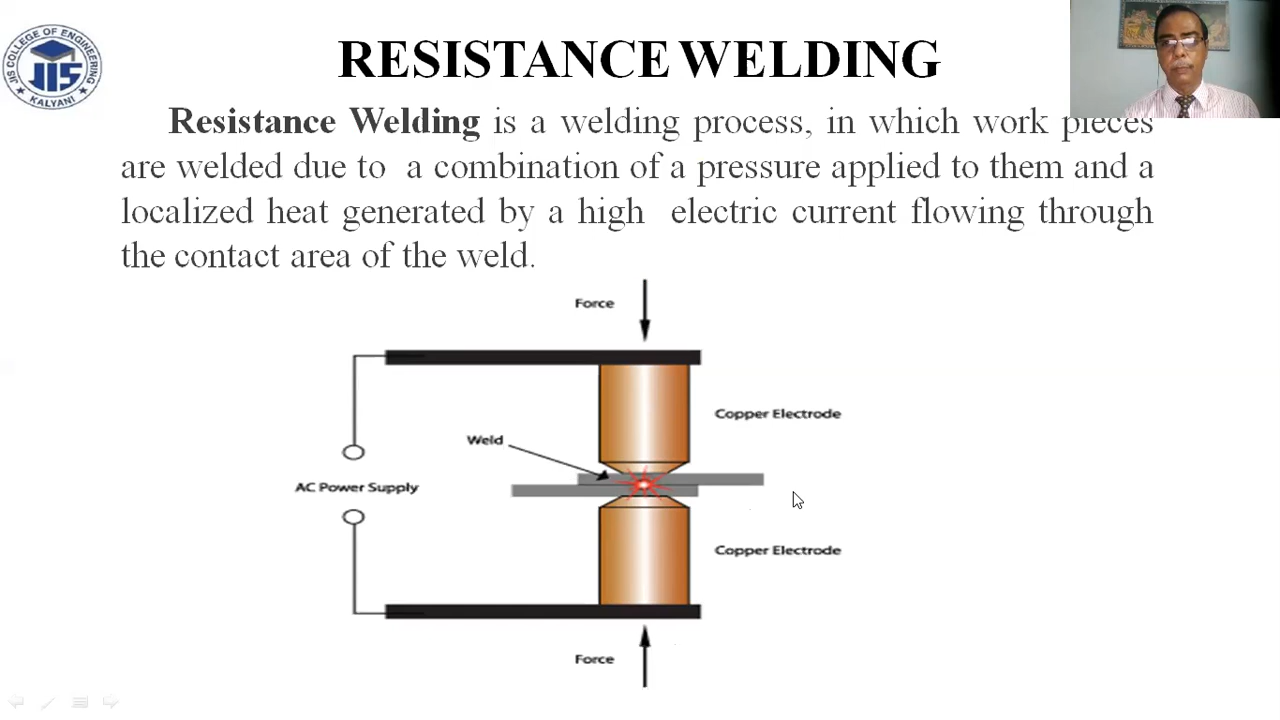 JIS COLLEGE OF ENGINEERING
JIS
KALYANI
RESISTANCE WELDING
Resistance Welding is a welding process, in which work pieces
are welded due to a combination of a pressure applied to them and a
localized heat generated by a high electric current flowing through
the contact area of the weld.
Force
Copper Electrode
Weld
AC Power Supply
Copper Electrode
Force